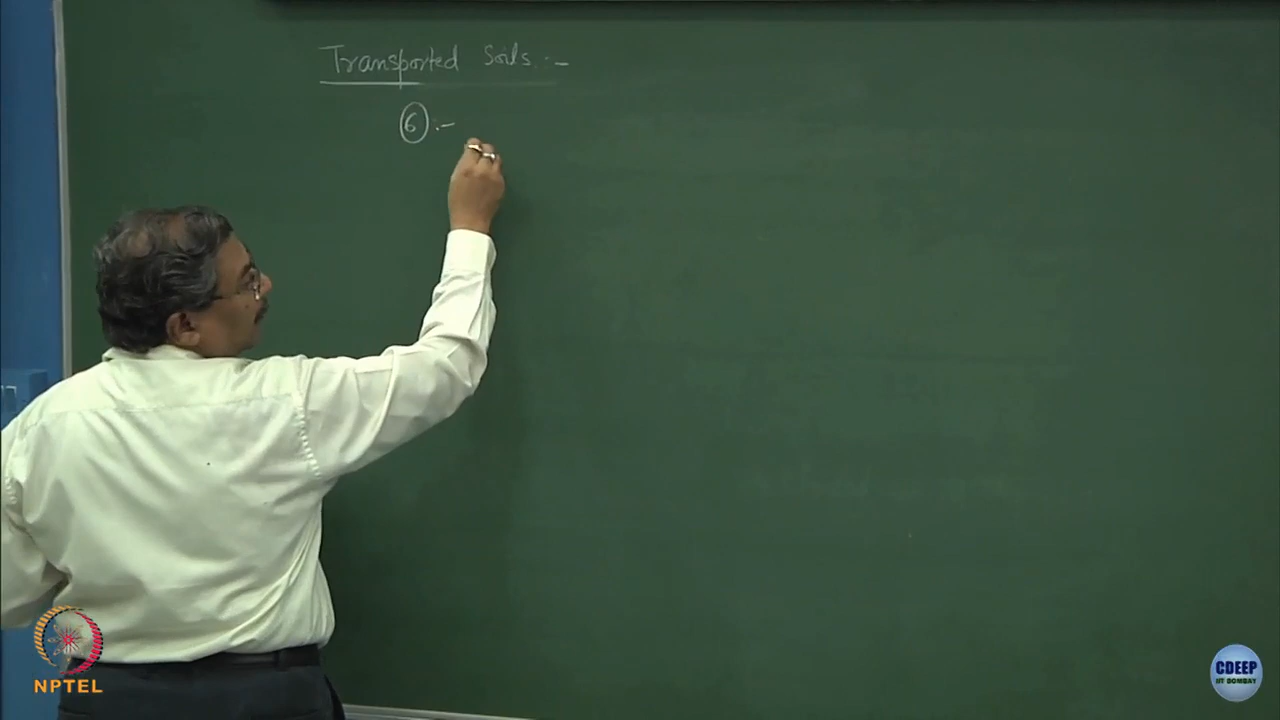 Transported Soils :-
6 :-
NPTEL
CDEEP
IIT BOMBAY